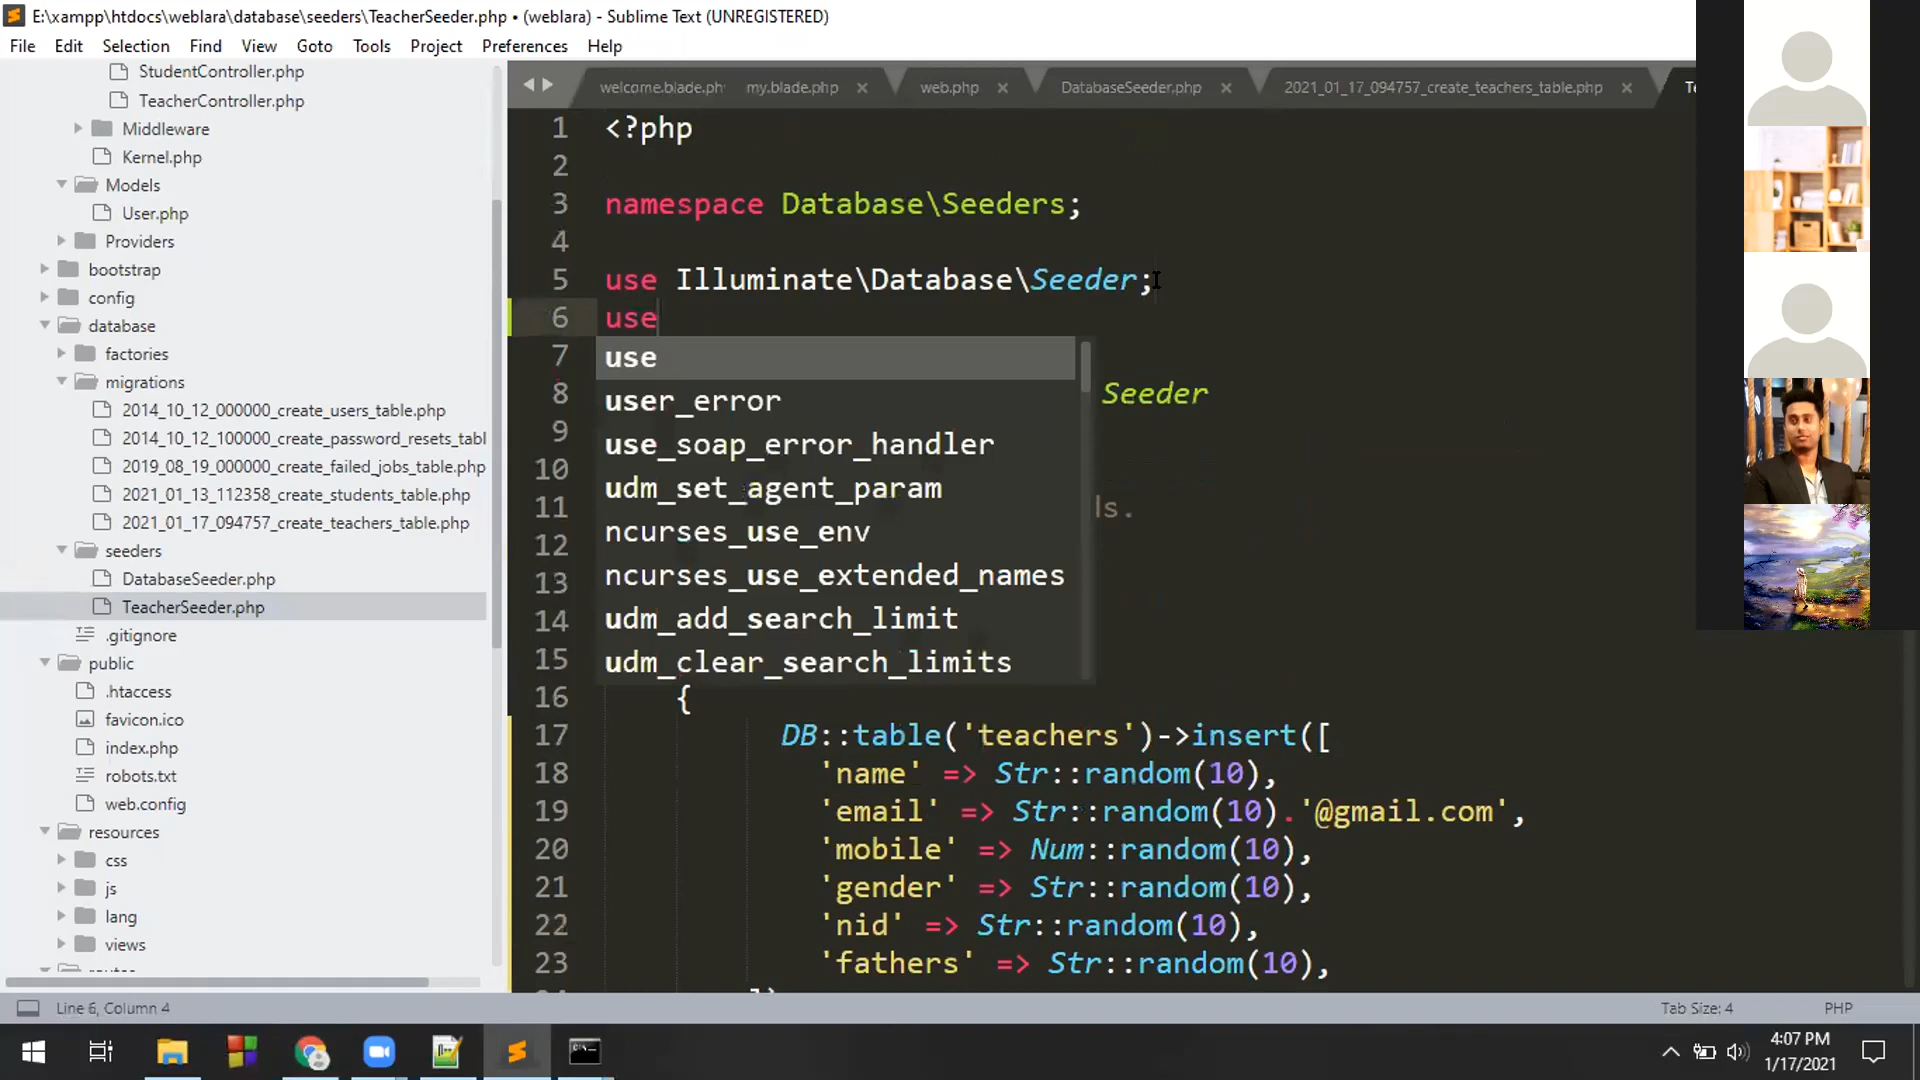 E:\xampp\htdocs\weblara\database\seeders\TeacherSeeder.php • (weblara) - Sublime Text (UNREGISTERED)
File Edit Selection Find View Goto Tools Project Preferences Help
StudentController.php
TeacherController.php
Middleware
Kernel.php
Models
User.php
Providers
bootstrap
config
database
factories
migrations
2014_10_12_000000_create_users_table.php
2014_10_12_100000_create_password_resets_tabl
2019_08_19_000000_create_failed_jobs_table.php
2021_01_13_112358_create_students_table.php
2021_01_17_094757_create_teachers_table.php
seeders
DatabaseSeeder.php
TeacherSeeder.php
.gitignore
public
.htaccess
favicon.ico
index.php
robots.txt
web.config
resources
css
js
lang
views
welcome.blade.ph my.blade.php web.php DatabaseSeeder.php 2021_01_17_094757_create_teachers_table.php Te
1 <?php
2
3 namespace Database\Seeders;
4
5 use Illuminate\Database\Seeder;
6 use
7 use
8 user_error Seeder
9 use_soap_error_handler
10 udm_set_agent_param
11 ls.
12 ncurses_use_env
13 ncurses_use_extended_names
14 udm_add_search_limit
15 udm_clear_search_limits
16 {
17 DB::table('teachers')->insert([
18 'name' => Str::random(10),
19 'email' => Str::random(10).'@gmail.com',
20 'mobile' => Num::random(10),
21 'gender' => Str::random(10),
22 'nid' => Str::random(10),
23 'fathers' => Str::random(10),
Line 6, Column 4 Tab Size: 4 PHP
4:07 PM
1/17/2021